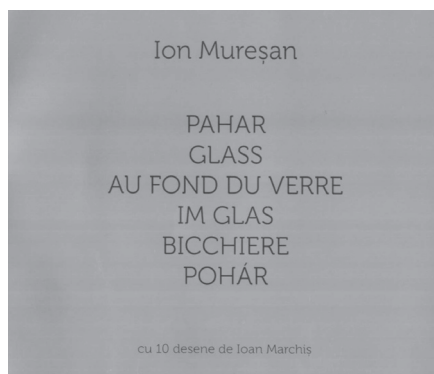 Ion Mureșan
PAHAR
GLASS
AU FOND DU VERRE
IM GLAS
BICCHIERE
POHÁR
cu 10 desene de Ioan Marchiș